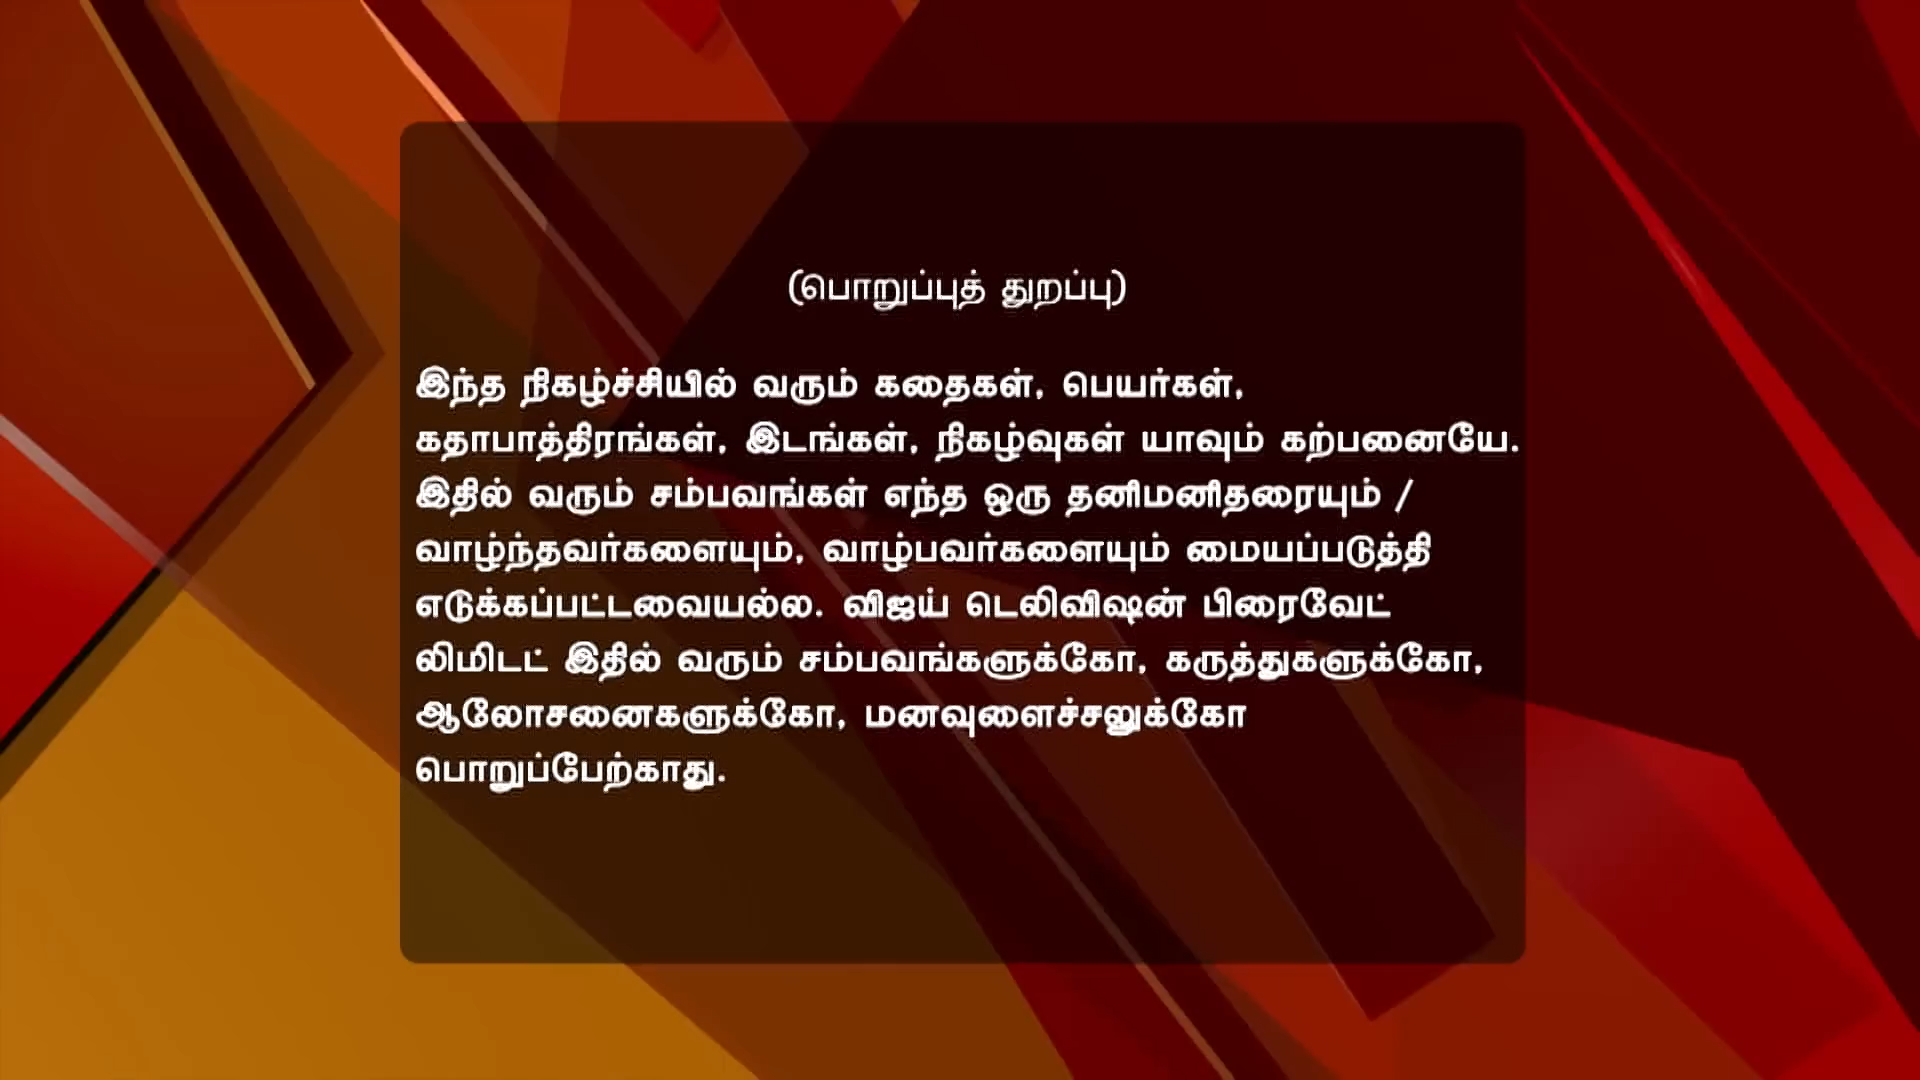 (பொறுப்புத் துறப்பு)
இந்த நிகழ்ச்சியில் வரும் கதைகள், பெயர்கள்,
கதாபாத்திரங்கள், இடங்கள், நிகழ்வுகள் யாவும் கற்பனையே.
இதில் வரும் சம்பவங்கள் எந்த ஒரு தனிமனிதரையும் /
வாழ்ந்தவர்களையும், வாழ்பவர்களையும் மையப்படுத்தி
எடுக்கப்பட்டவையல்ல. விஜய் டெலிவிஷன் பிரைவேட்
லிமிடட் இதில் வரும் சம்பவங்களுக்கோ, கருத்துகளுக்கோ,
ஆலோசனைகளுக்கோ, மனவுளைச்சலுக்கோ
பொறுப்பேற்காது.